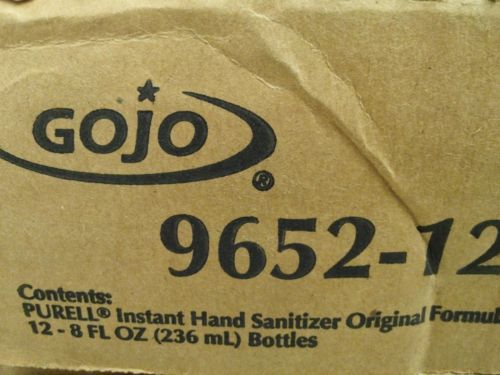 GOJO
®
9652-12
Contents:
PURELL® Instant Hand Sanitizer Original Formul
12 - 8 FL OZ (236 mL) Bottles